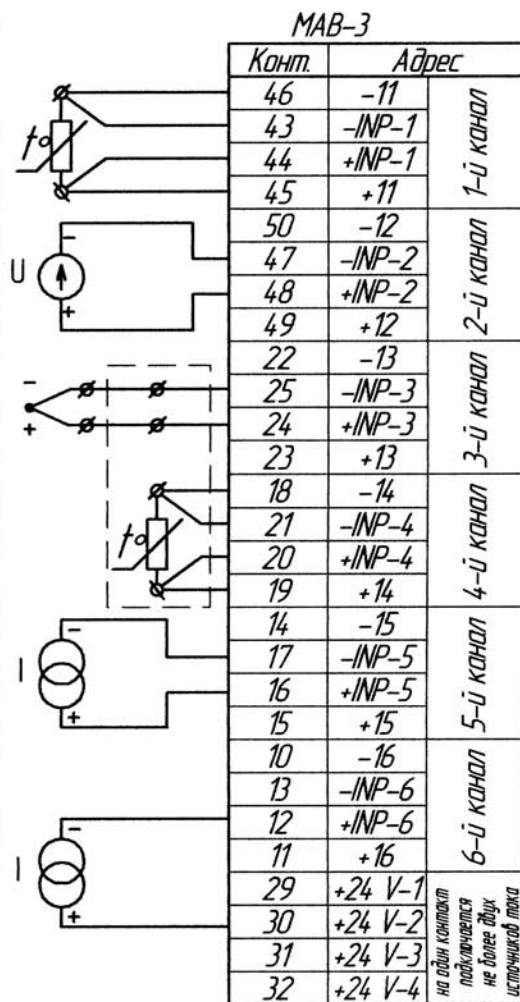 МАВ-3
Конт. Адрес
46 -11
43 -INP-1
44 +INP-1
45 +11
1-й канал
50 -12
47 -INP-2
48 +INP-2
49 +12
2-й канал
22 -13
25 -INP-3
24 +INP-3
23 +13
3-й канал
18 -14
21 -INP-4
20 +INP-4
19 +14
4-й канал
14 -15
17 -INP-5
16 +INP-5
15 +15
5-й канал
10 -16
13 -INP-6
12 +INP-6
11 +16
6-й канал
29 +24 V-1
30 +24 V-2
31 +24 V-3
32 +24 V-4
на один контакт
подключается
не более двух
источников тока
t°
-
U
+
-
+
t°
-
I
+
-
I
+